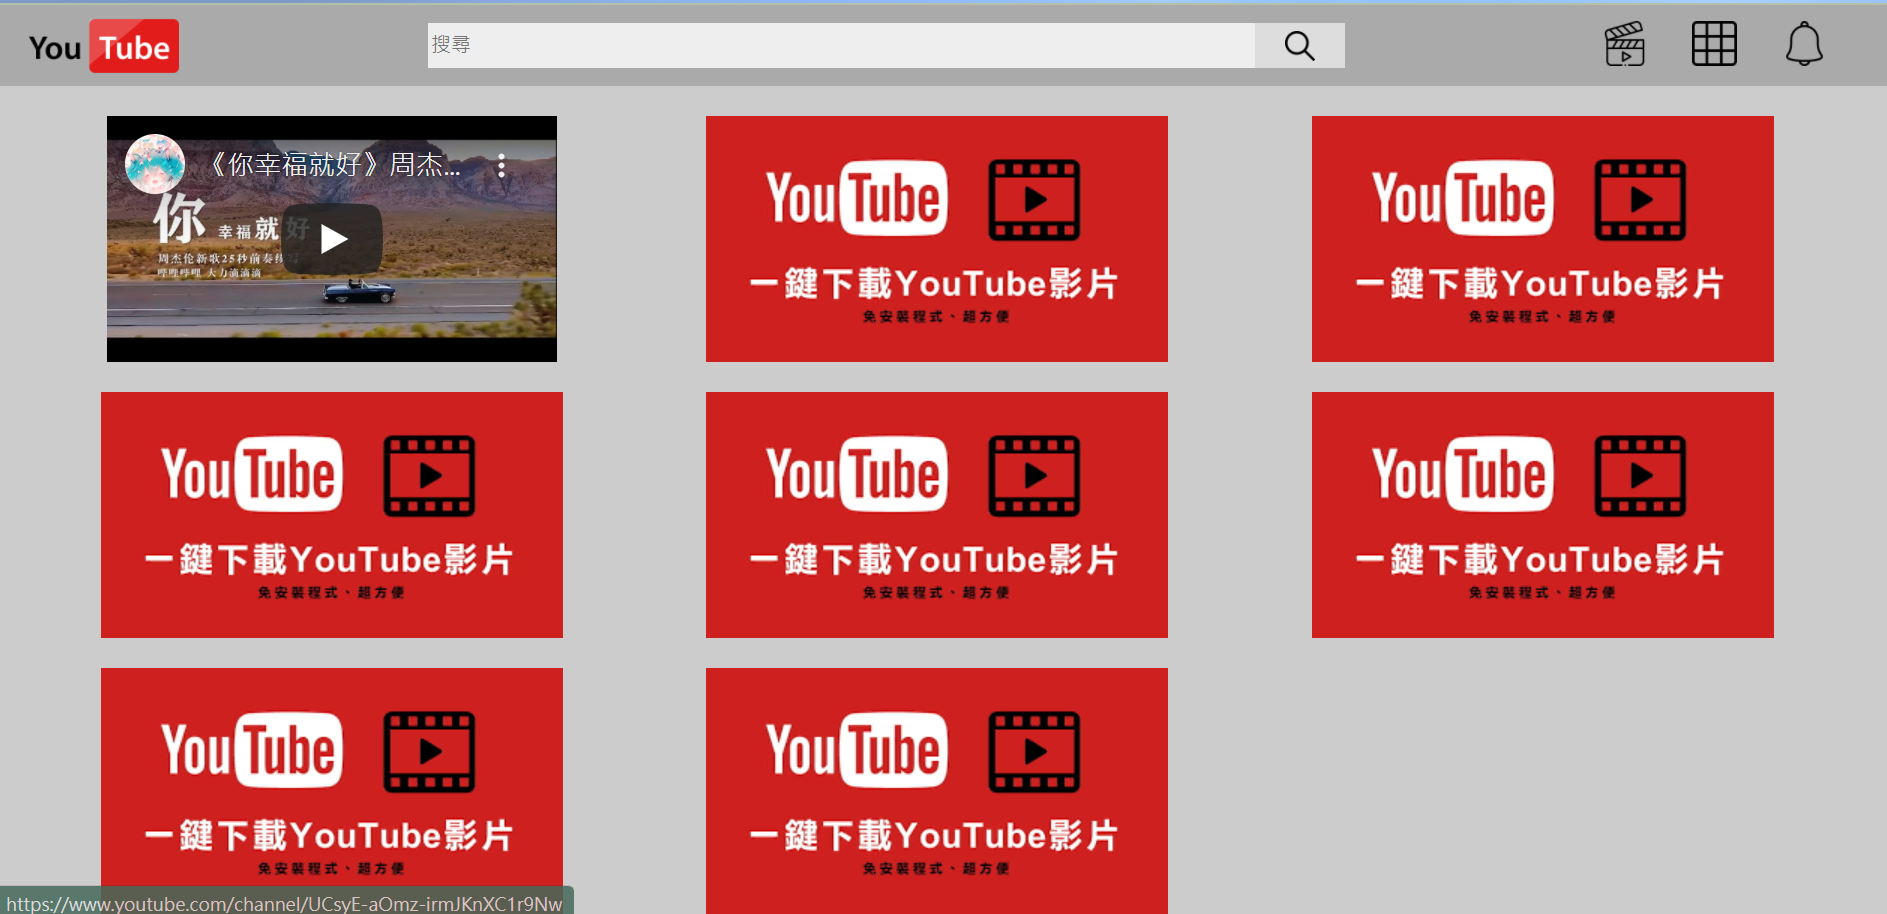 You Tube
搜尋
《你幸福就好》周杰...
你 幸福就好
周杰伦新歌25秒前奏
哔哩哔哩 大力滴滴滴
YouTube
一鍵下載YouTube影片
免安裝程式、超方便
YouTube
一鍵下載YouTube影片
免安裝程式、超方便
YouTube
一鍵下載YouTube影片
免安裝程式、超方便
YouTube
一鍵下載YouTube影片
免安裝程式、超方便
YouTube
一鍵下載YouTube影片
免安裝程式、超方便
YouTube
一鍵下載YouTube影片
免安裝程式、超方便
YouTube
一鍵下載YouTube影片
免安裝程式、超方便
https://www.youtube.com/channel/UCsyE-aOmz-irmJKnXC1r9Nw